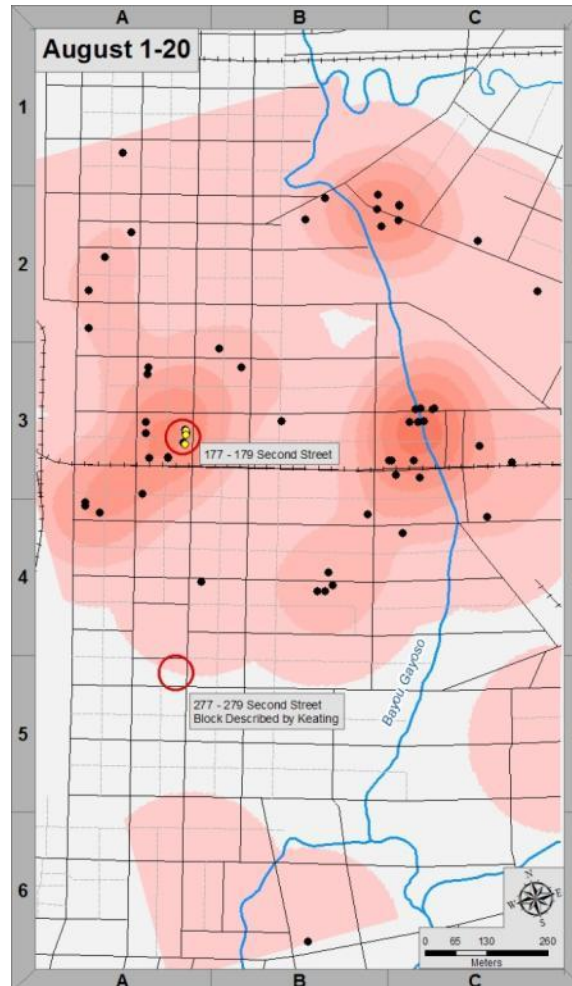 A B C
August 1-20
1
2
3
177 - 179 Second Street
4
Bayou Gayoso
277 - 279 Second Street
Block Described by Keating
5
6
N
W E
S
0 65 130 260
Meters
A B C